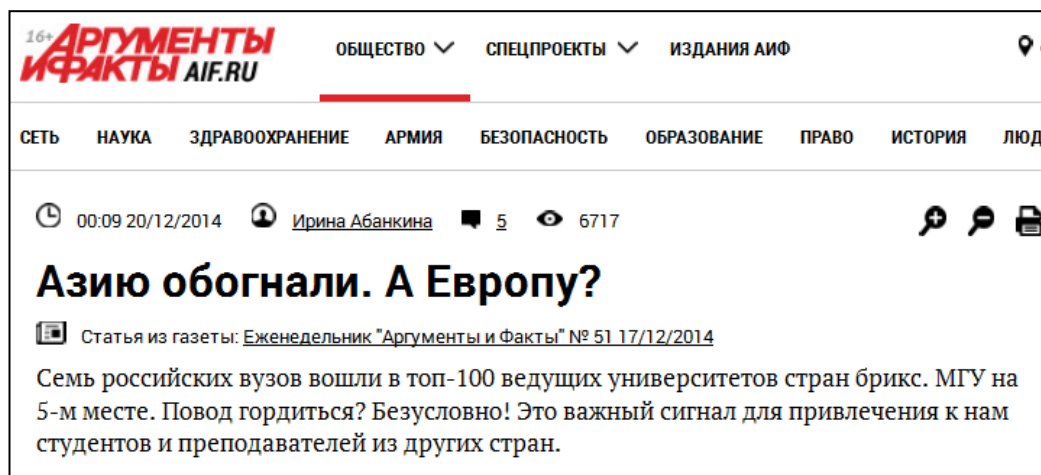 16+ АРГУМЕНТЫ
И ФАКТЫ AIF.RU
ОБЩЕСТВО СПЕЦПРОЕКТЫ ИЗДАНИЯ АИФ
СЕТЬ НАУКА ЗДРАВООХРАНЕНИЕ АРМИЯ БЕЗОПАСНОСТЬ ОБРАЗОВАНИЕ ПРАВО ИСТОРИЯ ЛЮД
00:09 20/12/2014 Ирина Абанкина 5 6717
Азию обогнали. А Европу?
Статья из газеты: Еженедельник "Аргументы и Факты" № 51 17/12/2014
Семь российских вузов вошли в топ-100 ведущих университетов стран брикс. МГУ на
5-м месте. Повод гордиться? Безусловно! Это важный сигнал для привлечения к нам
студентов и преподавателей из других стран.